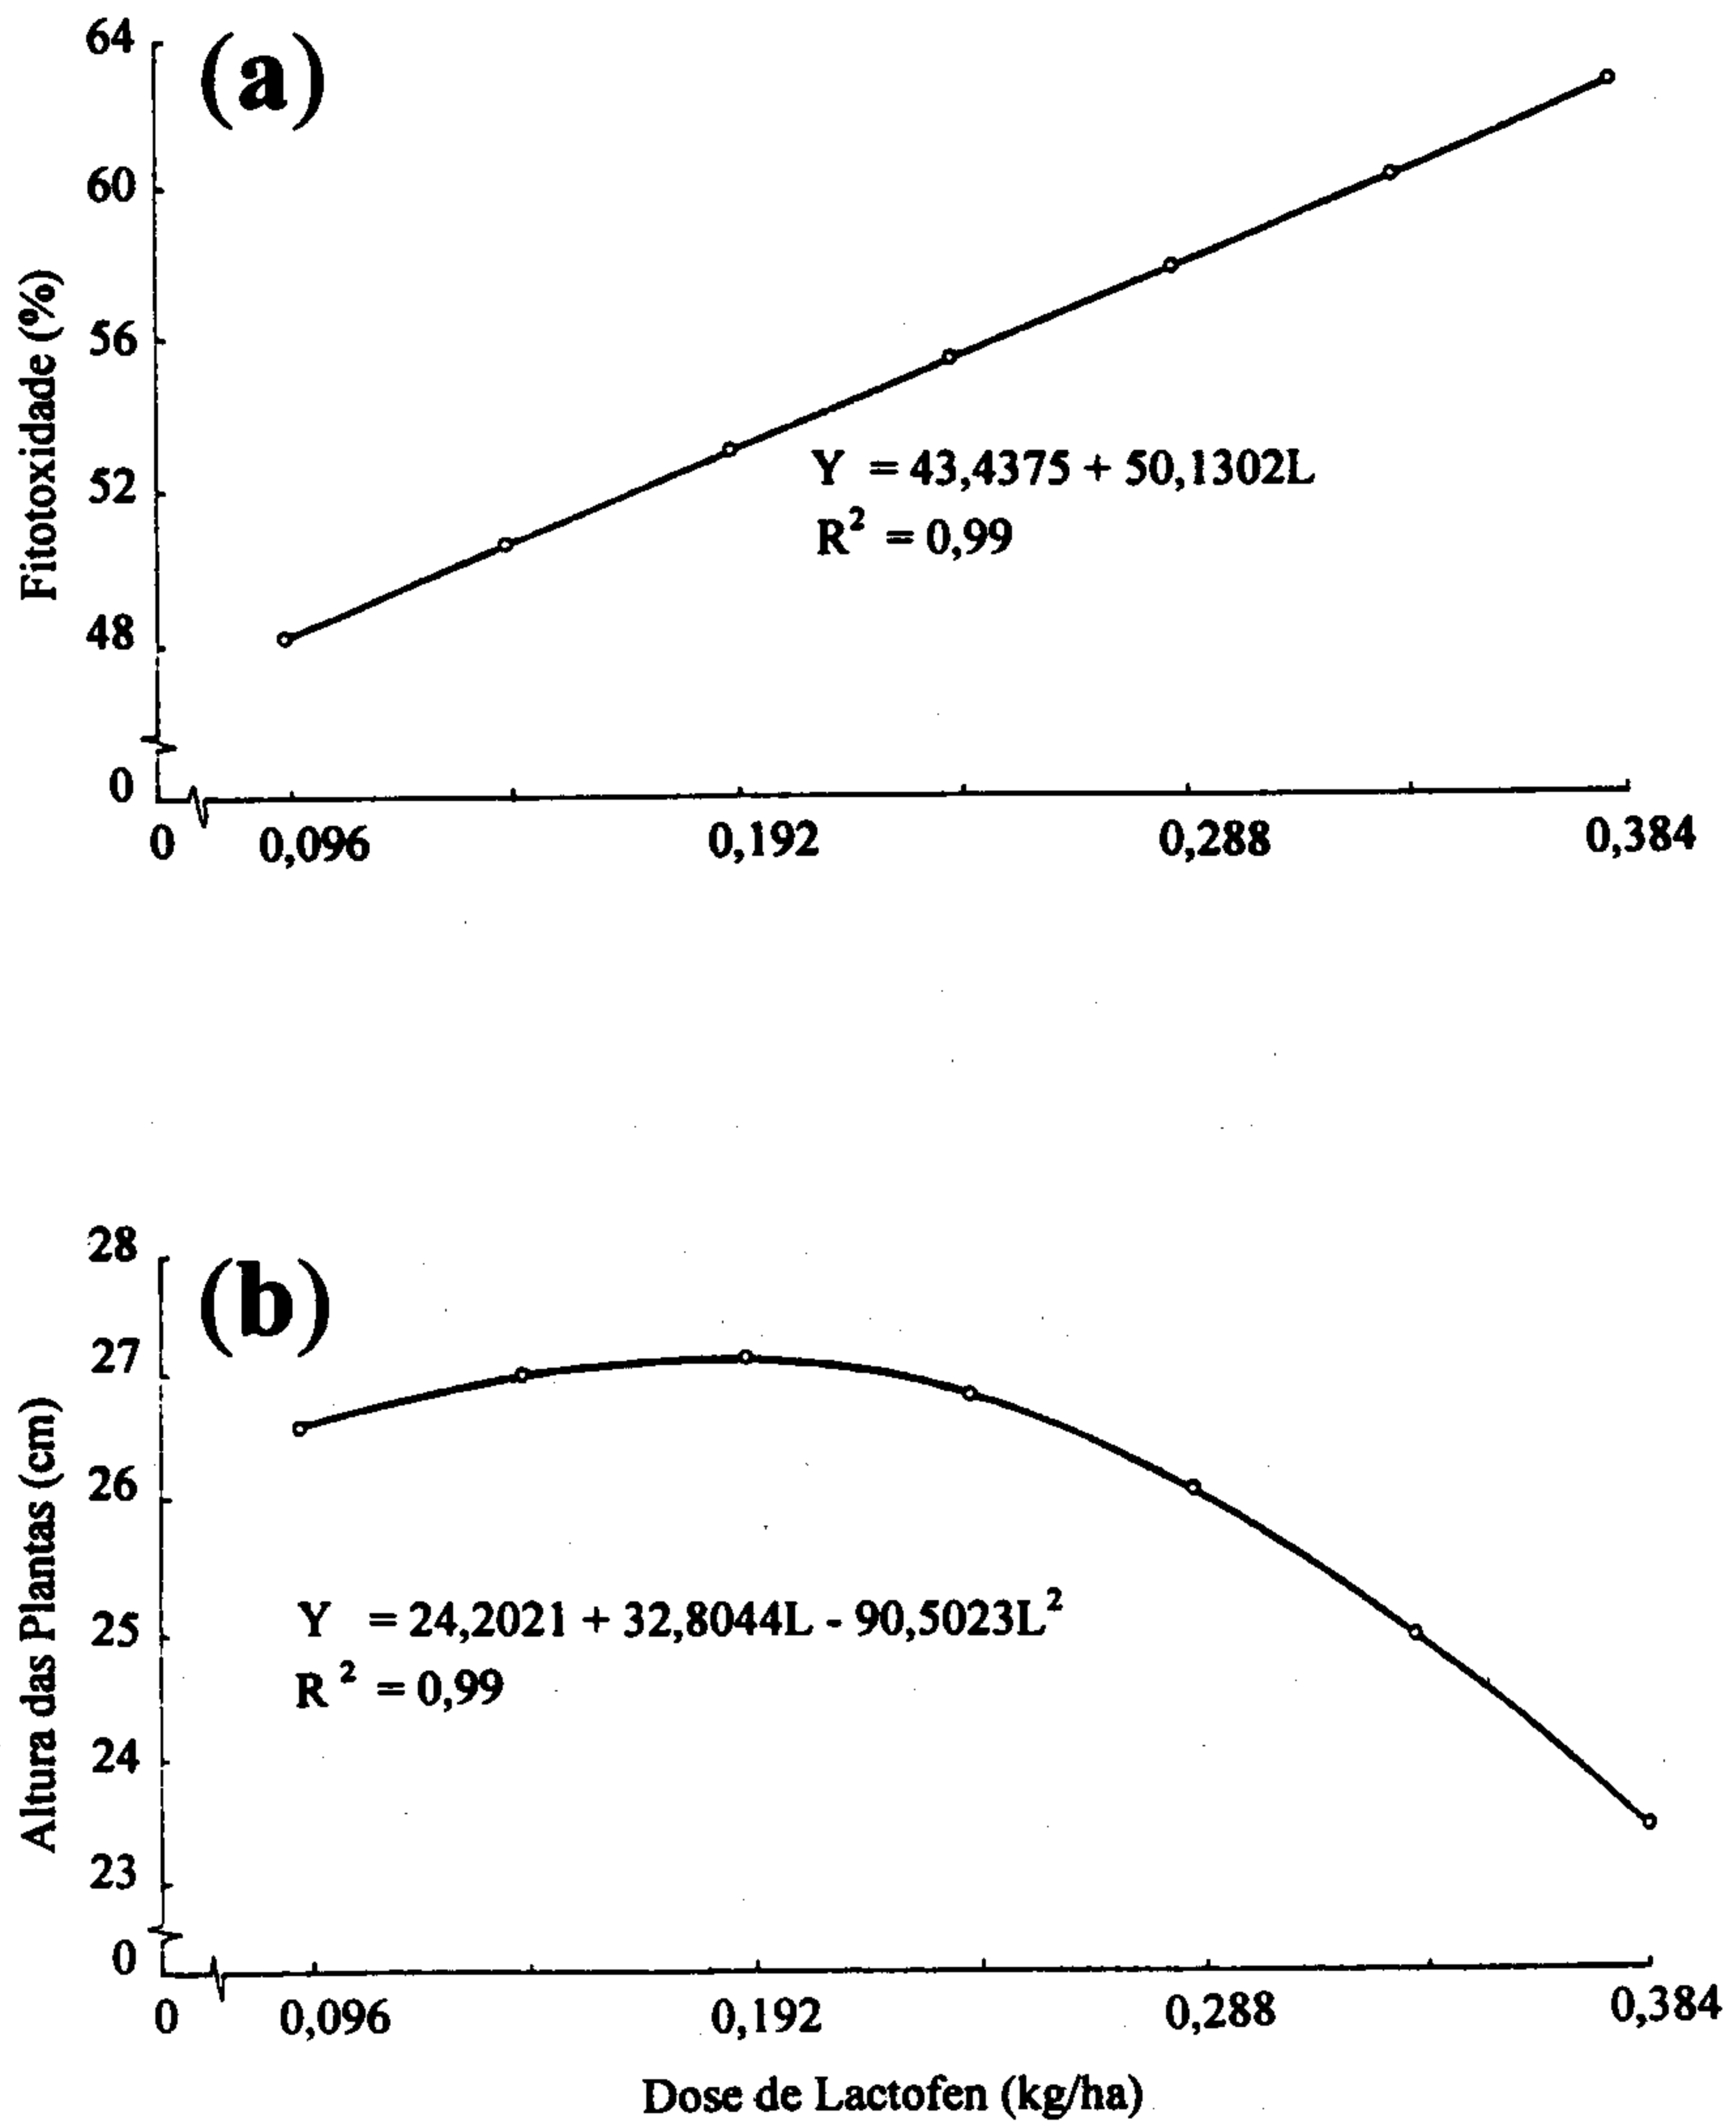 (a)
64
60
56
52
48
0
Fitotoxidade (%)
Y = 43,4375 + 50,1302L
R² = 0,99
0 0,096 0,192 0,288 0,384
(b)
28
27
26
25
24
23
0
Altura das Plantas (cm)
Y = 24,2021 + 32,8044L - 90,5023L²
R² = 0,99
0 0,096 0,192 0,288 0,384
Dose de Lactofen (kg/ha)